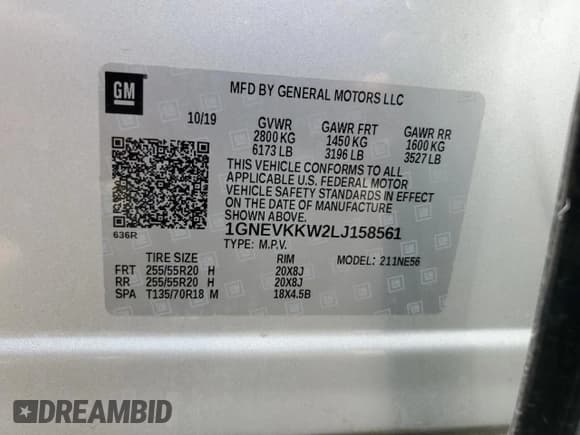 GM
MFD BY GENERAL MOTORS LLC
10/19 GVWR GAWR FRT GAWR RR
2800 KG 1450 KG 1600 KG
6173 LB 3196 LB 3527 LB
THIS VEHICLE CONFORMS TO ALL
APPLICABLE U.S. FEDERAL MOTOR
VEHICLE SAFETY STANDARDS IN EFFECT
ON THE DATE OF MANUFACTURE
SHOWN ABOVE.
636R 1GNEVKKW2LJ158561
TYPE: M.P.V.
TIRE SIZE RIM MODEL: 211NE56
FRT 255/55R20 H 20X8J
RR 255/55R20 H 20X8J
SPA T135/70R18 M 18X4.5B
DREAMBID